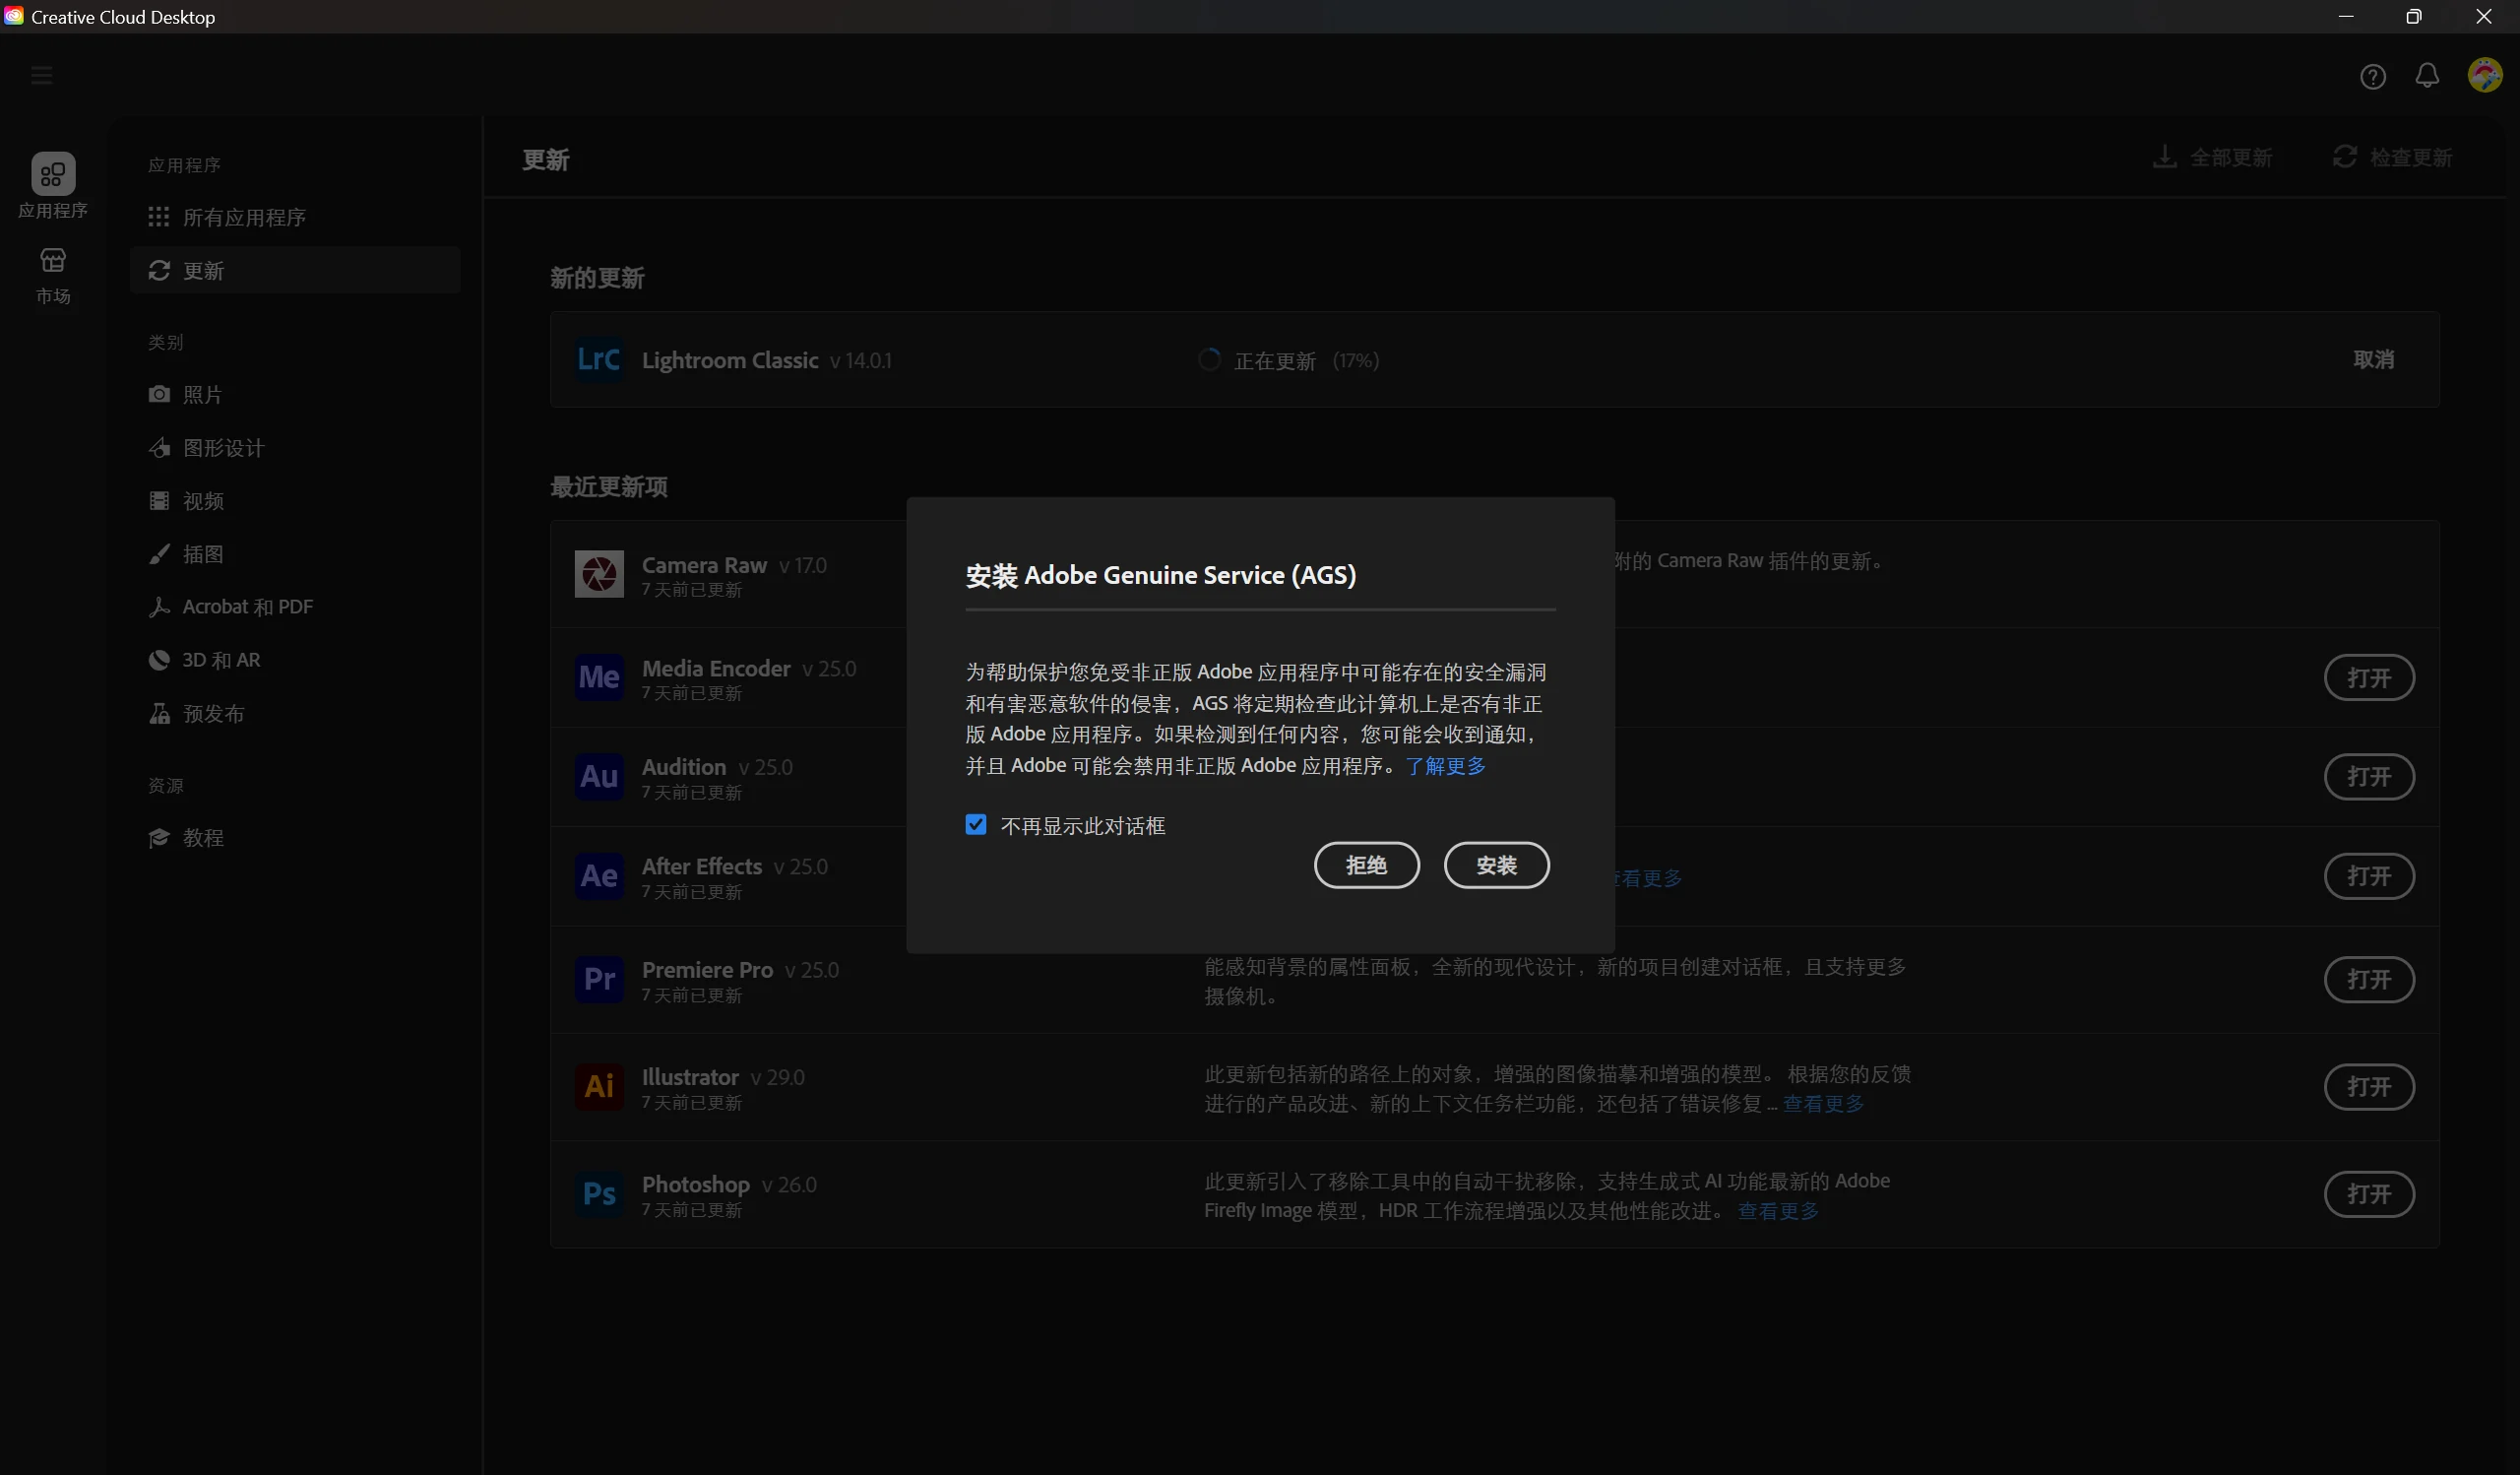 Creative Cloud Desktop
应用程序
市场
应用程序
所有应用程序
更新
类别
照片
图形设计
视频
插图
Acrobat 和 PDF
3D 和 AR
预发布
资源
教程
更新
全部更新
检查更新
新的更新
LrC Lightroom Classic v 14.0.1 正在更新 (17%) 取消
最近更新项
Camera Raw v 17.0
7 天前已更新
附的 Camera Raw 插件的更新。
Me Media Encoder v 25.0
7 天前已更新
打开
Au Audition v 25.0
7 天前已更新
打开
Ae After Effects v 25.0
7 天前已更新
看更多
打开
Pr Premiere Pro v 25.0
7 天前已更新
能感知背景的属性面板，全新的现代设计，新的项目创建对话框，且支持更多
摄像机。
打开
Ai Illustrator v 29.0
7 天前已更新
此更新包括新的路径上的对象，增强的图像描摹和增强的模型。 根据您的反馈
进行的产品改进、新的上下文任务栏功能，还包括了错误修复 ... 查看更多
打开
Ps Photoshop v 26.0
7 天前已更新
此更新引入了移除工具中的自动干扰移除，支持生成式 AI 功能最新的 Adobe
Firefly Image 模型，HDR 工作流程增强以及其他性能改进。 查看更多
打开
安装 Adobe Genuine Service (AGS)
为帮助保护您免受非正版 Adobe 应用程序中可能存在的安全漏洞
和有害恶意软件的侵害，AGS 将定期检查此计算机上是否有非正
版 Adobe 应用程序。如果检测到任何内容，您可能会收到通知，
并且 Adobe 可能会禁用非正版 Adobe 应用程序。了解更多
不再显示此对话框
拒绝
安装